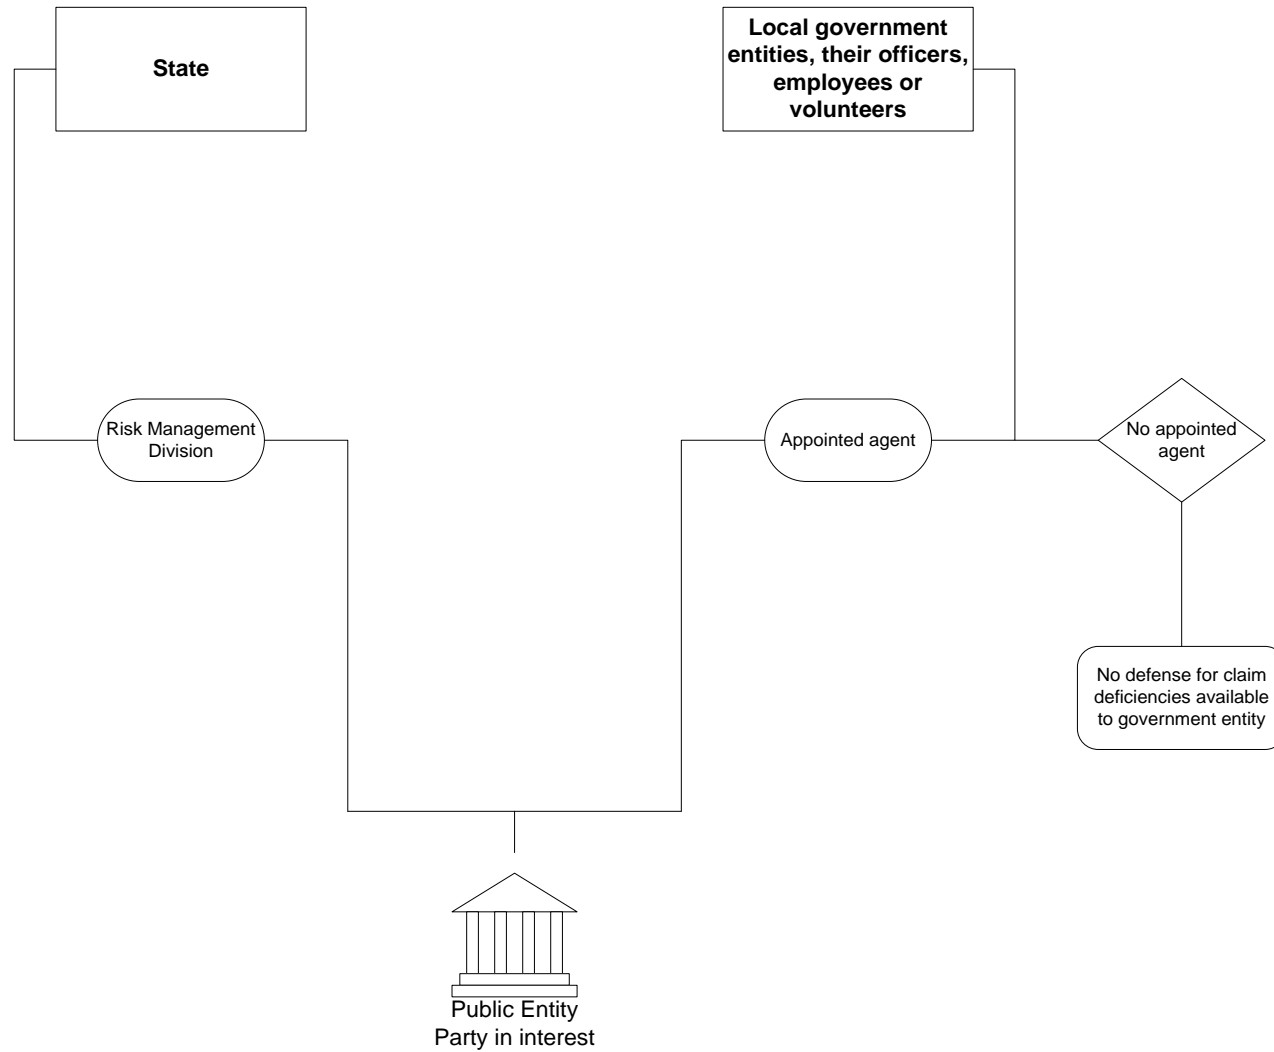 State
Local government
entities, their officers,
employees or
volunteers
Risk Management
Division
Appointed agent
No appointed
agent
No defense for claim
deficiencies available
to government entity
Public Entity
Party in interest